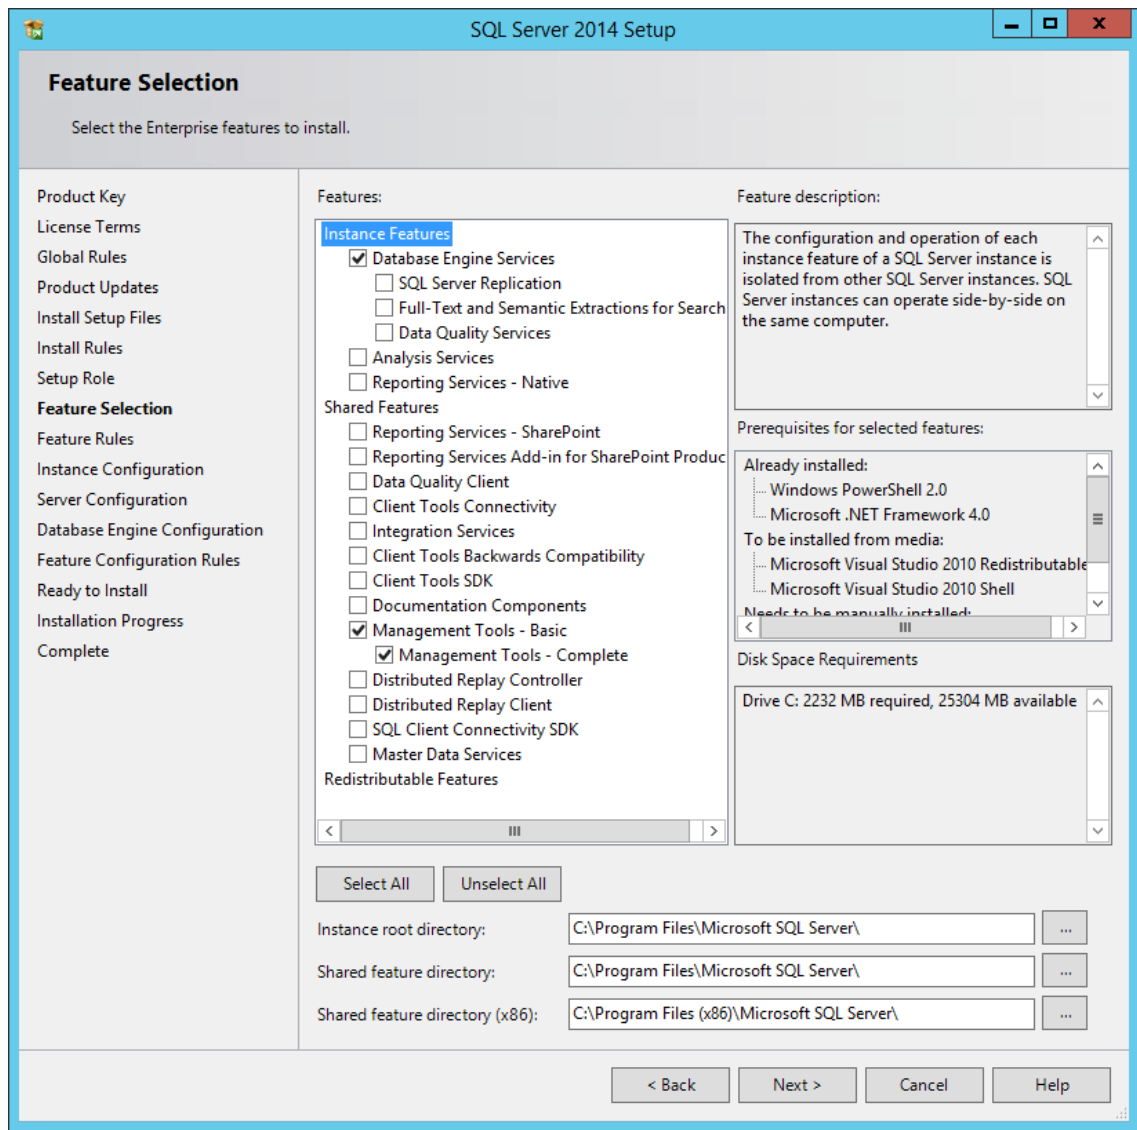 SQL Server 2014 Setup
Feature Selection
Select the Enterprise features to install.
Product Key
License Terms
Global Rules
Product Updates
Install Setup Files
Install Rules
Setup Role
Feature Selection
Feature Rules
Instance Configuration
Server Configuration
Database Engine Configuration
Feature Configuration Rules
Ready to Install
Installation Progress
Complete
Features:
Instance Features
Database Engine Services
SQL Server Replication
Full-Text and Semantic Extractions for Search
Data Quality Services
Analysis Services
Reporting Services - Native
Shared Features
Reporting Services - SharePoint
Reporting Services Add-in for SharePoint Produc
Data Quality Client
Client Tools Connectivity
Integration Services
Client Tools Backwards Compatibility
Client Tools SDK
Documentation Components
Management Tools - Basic
Management Tools - Complete
Distributed Replay Controller
Distributed Replay Client
SQL Client Connectivity SDK
Master Data Services
Redistributable Features
Feature description:
The configuration and operation of each
instance feature of a SQL Server instance is
isolated from other SQL Server instances. SQL
Server instances can operate side-by-side on
the same computer.
Prerequisites for selected features:
Already installed:
Windows PowerShell 2.0
Microsoft .NET Framework 4.0
To be installed from media:
Microsoft Visual Studio 2010 Redistributable
Microsoft Visual Studio 2010 Shell
Needs to be manually installed:
Disk Space Requirements
Drive C: 2232 MB required, 25304 MB available
Select All
Unselect All
Instance root directory:
C:\Program Files\Microsoft SQL Server\
...
Shared feature directory:
C:\Program Files\Microsoft SQL Server\
...
Shared feature directory (x86):
C:\Program Files (x86)\Microsoft SQL Server\
...
< Back
Next >
Cancel
Help